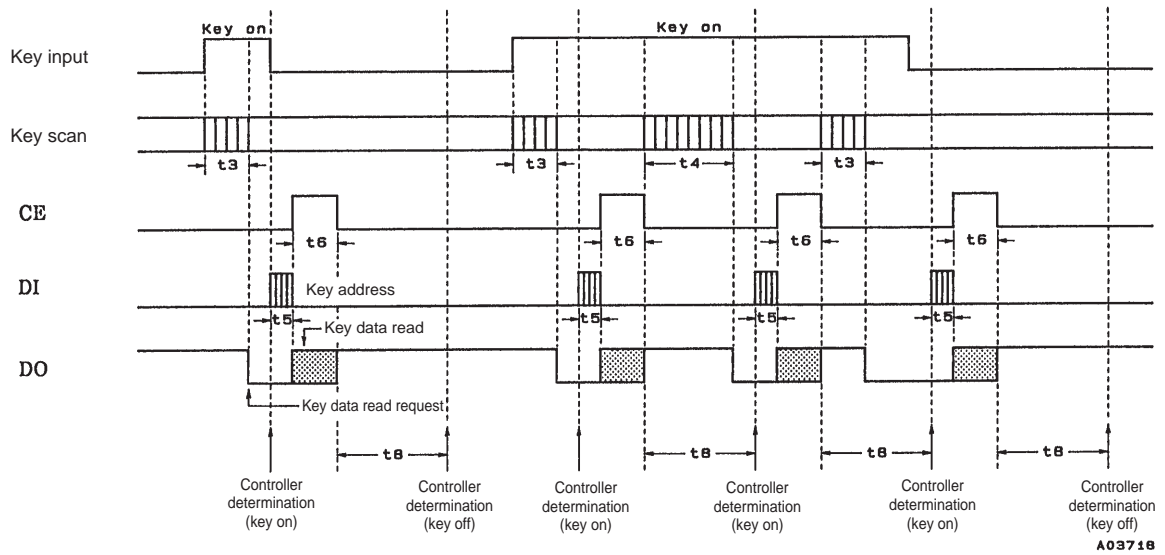 Key on Key on
Key input
Key scan
t3 t3 t4 t3
CE
t6 t6 t6 t6
DI
Key address
t5 t5 t5 t5
Key data read
DO
Key data read request
t8 t8 t8 t8
Controller determination (key on)
Controller determination (key off)
Controller determination (key on)
Controller determination (key on)
Controller determination (key on)
Controller determination (key off)
A03718